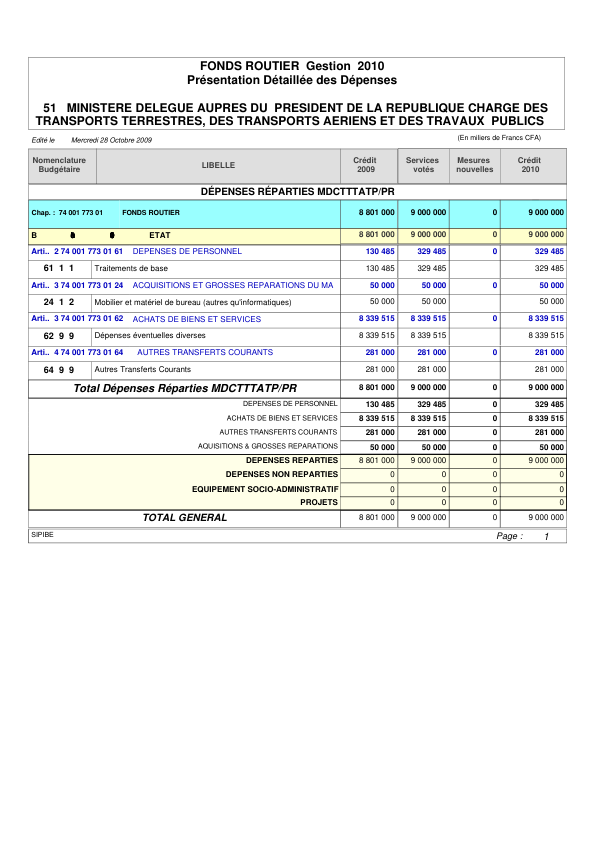 FONDS ROUTIER Gestion 2010
Présentation Détaillée des Dépenses
51 MINISTERE DELEGUE AUPRES DU PRESIDENT DE LA REPUBLIQUE CHARGE DES
TRANSPORTS TERRESTRES, DES TRANSPORTS AERIENS ET DES TRAVAUX PUBLICS
Edité le Mercredi 28 Octobre 2009 (En miliers de Francs CFA)
Nomenclature Budgétaire LIBELLE Crédit 2009 Services votés Mesures nouvelles Crédit 2010
DÉPENSES RÉPARTIES MDCTTTATP/PR
Chap. : 74 001 773 01 FONDS ROUTIER 8 801 000 9 000 000 0 9 000 000
B ETAT 8 801 000 9 000 000 0 9 000 000
Arti.. 2 74 001 773 01 61 DEPENSES DE PERSONNEL 130 485 329 485 0 329 485
61 1 1 Traitements de base 130 485 329 485 329 485
Arti.. 3 74 001 773 01 24 ACQUISITIONS ET GROSSES REPARATIONS DU MA 50 000 50 000 0 50 000
24 1 2 Mobilier et matériel de bureau (autres qu'informatiques) 50 000 50 000 50 000
Arti.. 3 74 001 773 01 62 ACHATS DE BIENS ET SERVICES 8 339 515 8 339 515 0 8 339 515
62 9 9 Dépenses éventuelles diverses 8 339 515 8 339 515 8 339 515
Arti.. 4 74 001 773 01 64 AUTRES TRANSFERTS COURANTS 281 000 281 000 0 281 000
64 9 9 Autres Transferts Courants 281 000 281 000 281 000
Total Dépenses Réparties MDCTTTATP/PR 8 801 000 9 000 000 0 9 000 000
DEPENSES DE PERSONNEL 130 485 329 485 0 329 485
ACHATS DE BIENS ET SERVICES 8 339 515 8 339 515 0 8 339 515
AUTRES TRANSFERTS COURANTS 281 000 281 000 0 281 000
AQUISITIONS & GROSSES REPARATIONS 50 000 50 000 0 50 000
DEPENSES REPARTIES 8 801 000 9 000 000 0 9 000 000
DEPENSES NON REPARTIES 0 0 0 0
EQUIPEMENT SOCIO-ADMINISTRATIF 0 0 0 0
PROJETS 0 0 0 0
TOTAL GENERAL 8 801 000 9 000 000 0 9 000 000
SIPIBE Page : 1